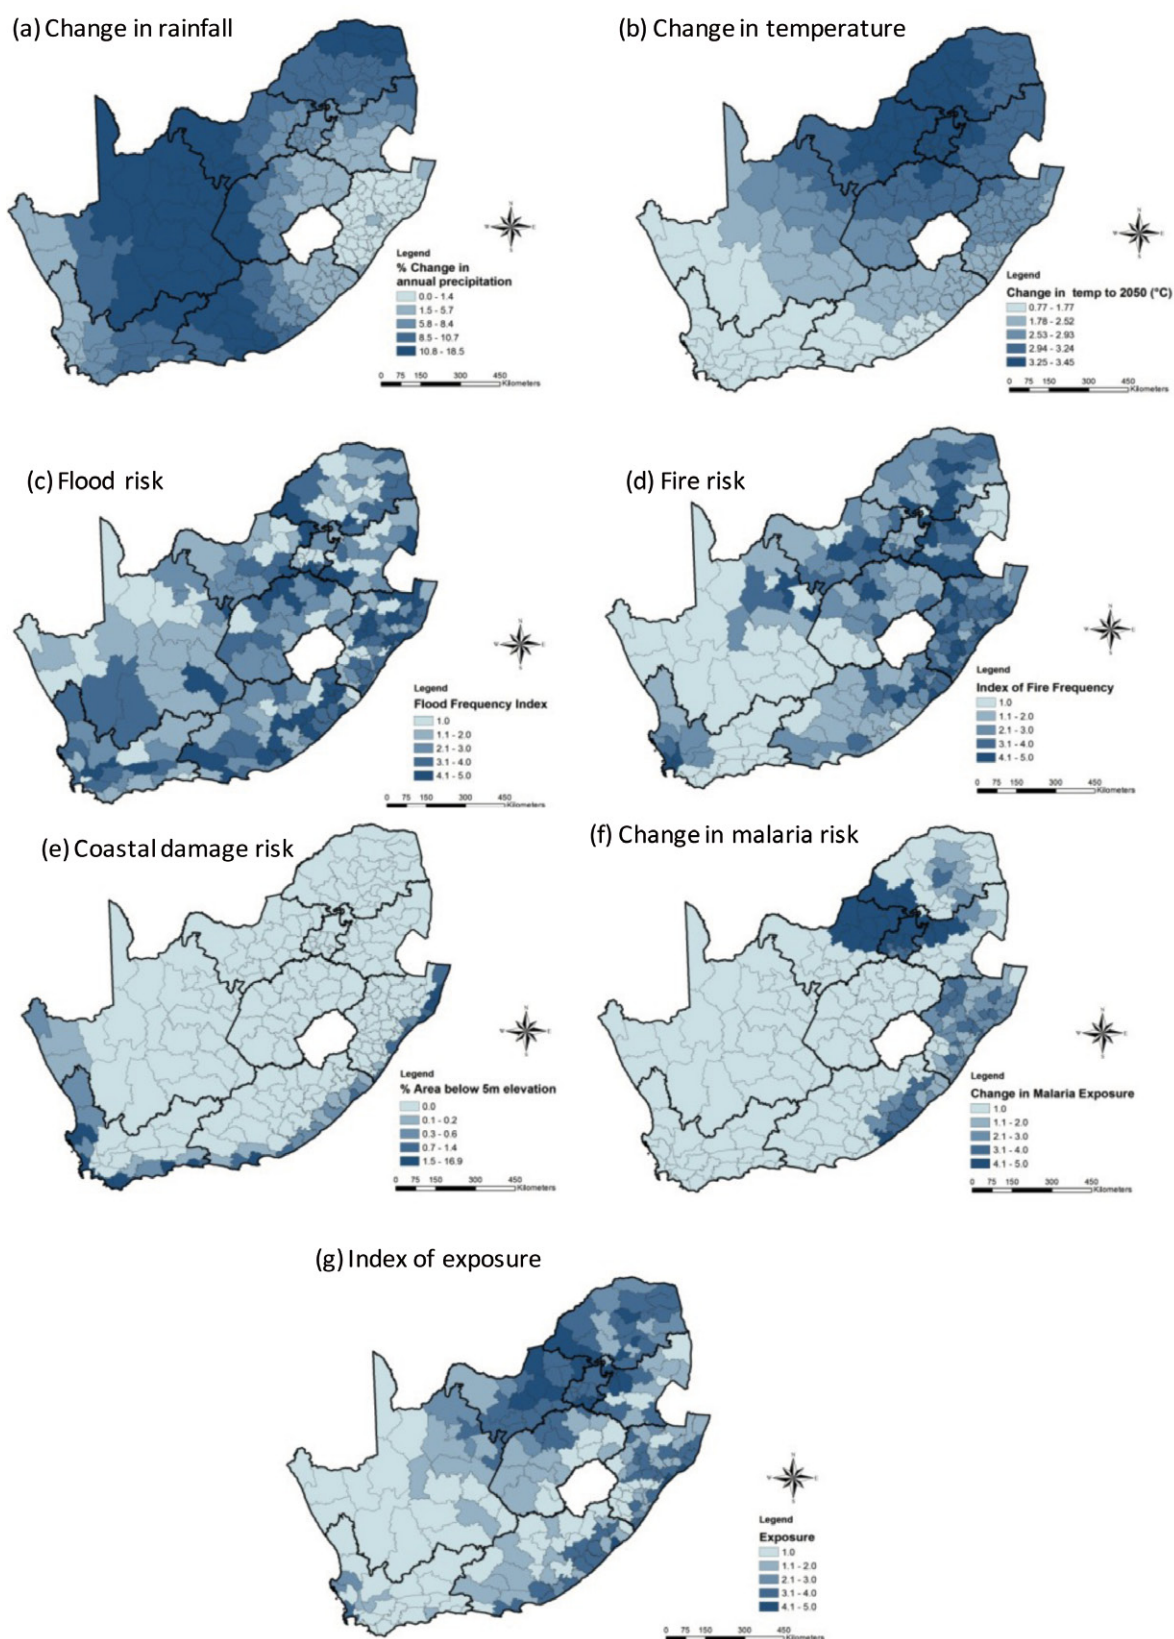 (a) Change in rainfall
(b) Change in temperature
N
W
E
S
Legend
% Change in
annual precipitation
0.0 - 1.4
1.5 - 5.7
5.8 - 8.4
8.5 - 10.7
10.8 - 18.5
0 75 150 300 450
Kilometers
N
W
E
S
Legend
Change in temp to 2050 (°C)
0.77 - 1.77
1.78 - 2.52
2.53 - 2.93
2.94 - 3.24
3.25 - 3.45
0 75 150 300 450
Kilometers
(c) Flood risk
(d) Fire risk
N
W
E
S
Legend
Flood Frequency Index
1.0
1.1 - 2.0
2.1 - 3.0
3.1 - 4.0
4.1 - 5.0
0 75 150 300 450
Kilometers
N
W
E
S
Legend
Index of Fire Frequency
1.0
1.1 - 2.0
2.1 - 3.0
3.1 - 4.0
4.1 - 5.0
0 75 150 300 450
Kilometers
(e) Coastal damage risk
(f) Change in malaria risk
N
W
E
S
Legend
% Area below 5m elevation
0.0
0.1 - 0.2
0.3 - 0.6
0.7 - 1.4
1.5 - 16.9
0 75 150 300 450
Kilometers
N
W
E
S
Legend
Change in Malaria Exposure
1.0
1.1 - 2.0
2.1 - 3.0
3.1 - 4.0
4.1 - 5.0
0 75 150 300 450
Kilometers
(g) Index of exposure
N
W
E
S
Legend
Exposure
1.0
1.1 - 2.0
2.1 - 3.0
3.1 - 4.0
4.1 - 5.0
0 75 150 300 450
Kilometers